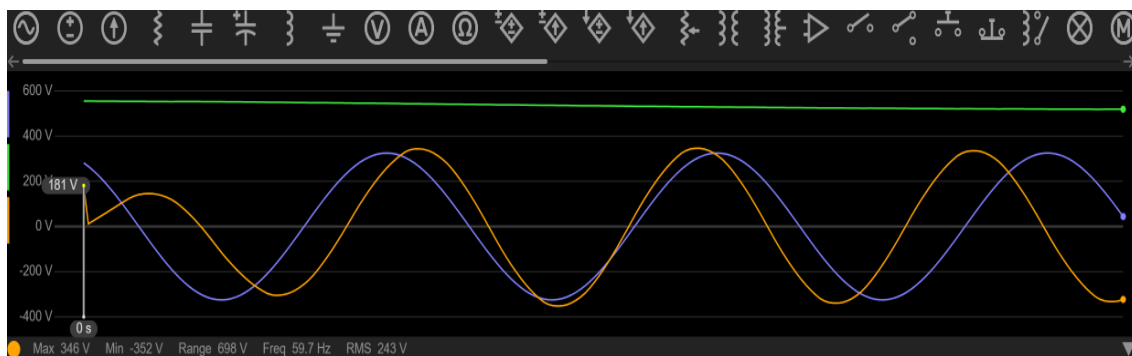 V A Ω M
600 V
400 V
200 V
181 V
0 V
-200 V
-400 V
0 s
Max 346 V Min -352 V Range 698 V Freq 59.7 Hz RMS 243 V